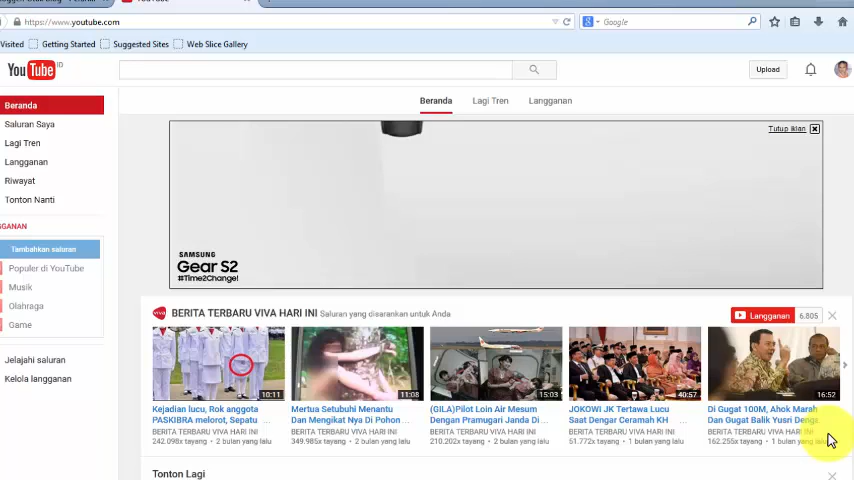 YouTube
https://www.youtube.com
Google
Visited
Getting Started
Suggested Sites
Web Slice Gallery
YouTube ID
Upload
Beranda
Saluran Saya
Lagi Tren
Langganan
Riwayat
Tonton Nanti
GGANAN
Tambahkan saluran
Populer di YouTube
Musik
Olahraga
Game
Jelajahi saluran
Kelola langganan
Beranda Lagi Tren Langganan
Tutup iklan
SAMSUNG
Gear S2
#Time2Change!
viva
BERITA TERBARU VIVA HARI INI Saluran yang disarankan untuk Anda
Langganan 6.805
10:11
Kejadian lucu, Rok anggota
PASKIBRA melorot, Sepatu ...
BERITA TERBARU VIVA HARI INI
242.098x tayang • 2 bulan yang lalu
11:08
Mertua Setubuhi Menantu
Dan Mengikat Nya Di Pohon ...
BERITA TERBARU VIVA HARI INI
349.985x tayang • 2 bulan yang lalu
15:03
(GILA)Pilot Loin Air Mesum
Dengan Pramugari Janda Di ...
BERITA TERBARU VIVA HARI INI
210.202x tayang • 2 bulan yang lalu
40:57
JOKOWI JK Tertawa Lucu
Saat Dengar Ceramah KH ...
BERITA TERBARU VIVA HARI INI
51.772x tayang • 1 bulan yang lalu
16:52
Di Gugat 100M, Ahok Marah
Dan Gugat Balik Yusri Dengs
BERITA TERBARU VIVA HARI INI
162.255x tayang • 1 bulan yang lalu
Tonton Lagi